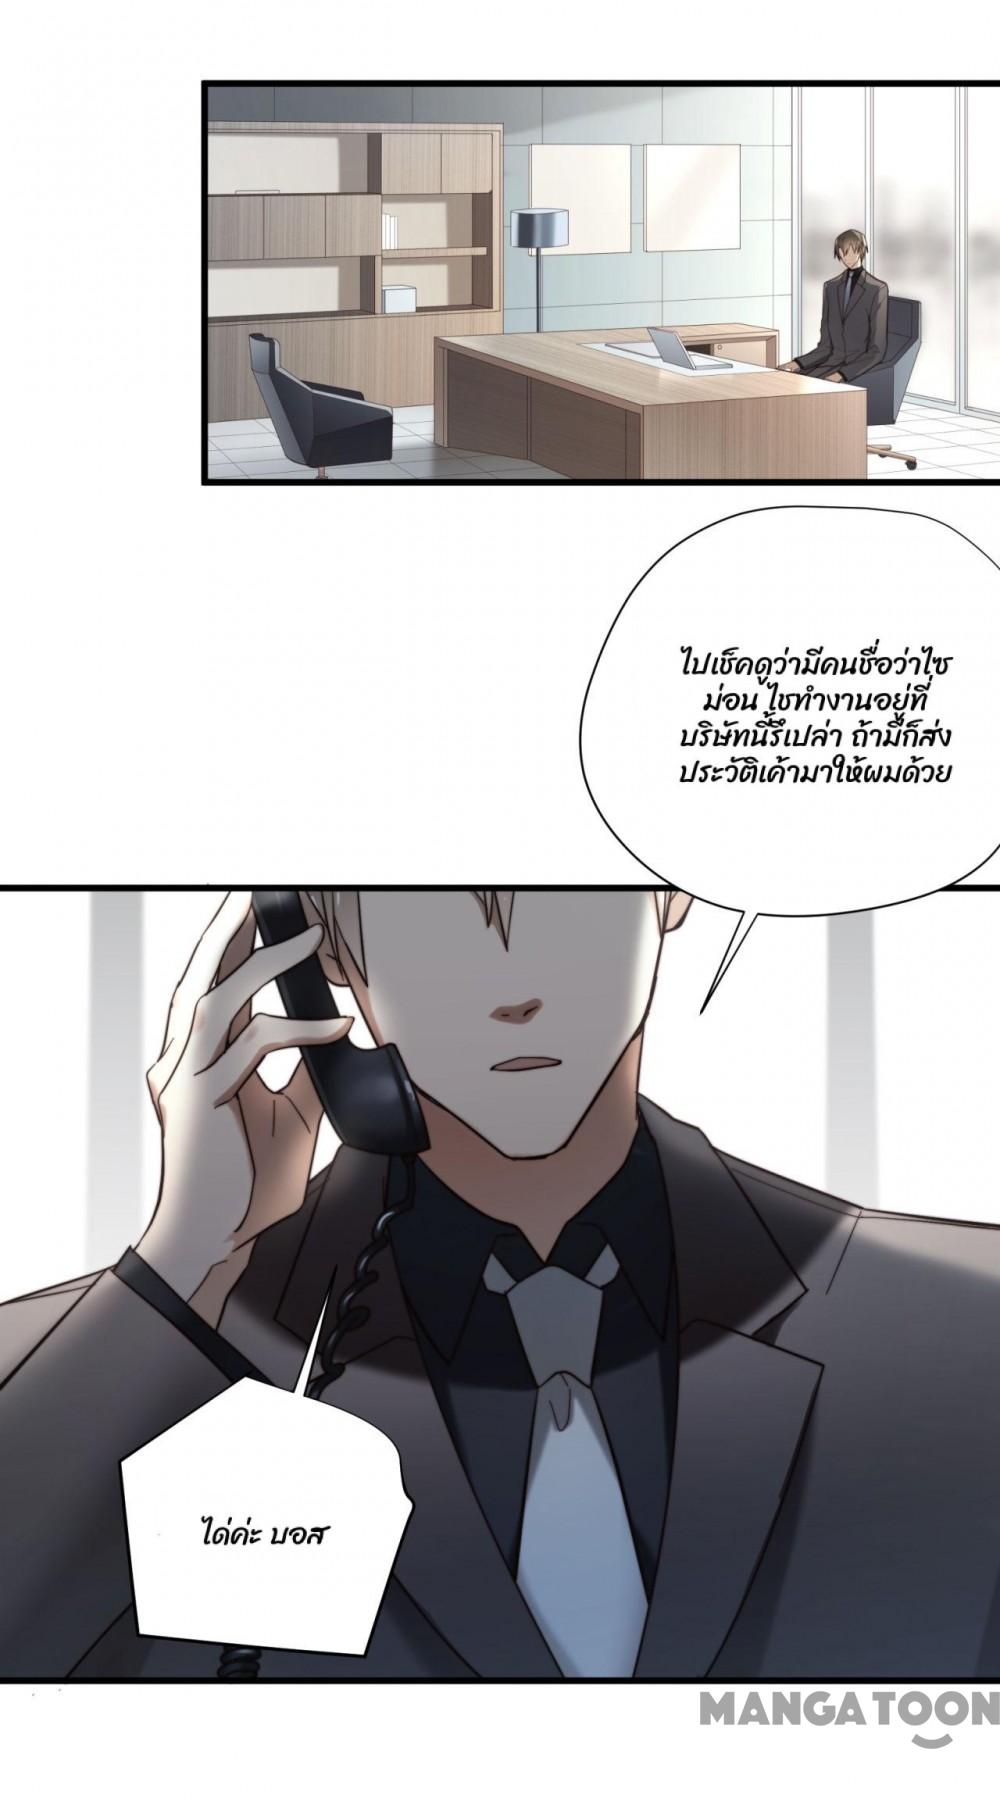 ไปเช็คดูว่ามีคนชื่อว่าไซ
ม่อน ไชทำงานอยู่ที่
บริษัทนี้รึเปล่า ถ้ามีก็ส่ง
ประวัติเค้ามาให้ผมด้วย
ได้ค่ะ บอส
MANGATOON